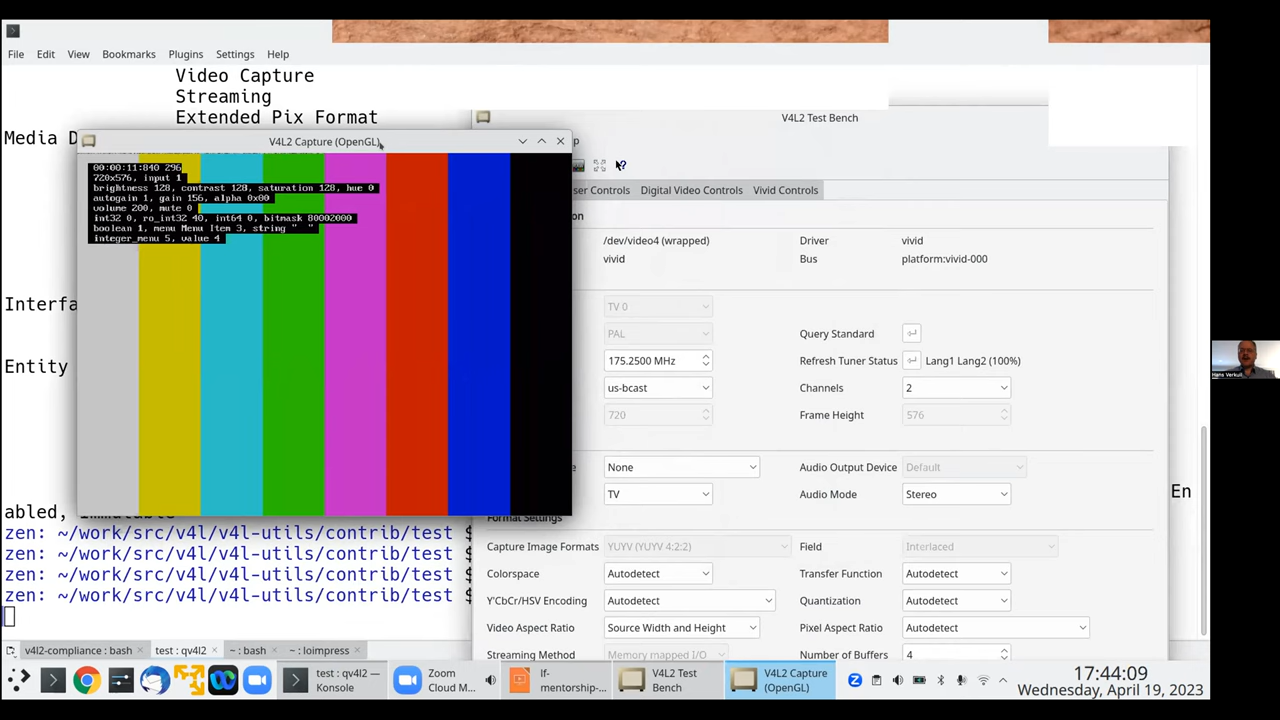 File Edit View Bookmarks Plugins Settings Help
Video Capture
Streaming
Extended Pix Format
Media D
V4L2 Test Bench
V4L2 Capture (OpenGL)
p
00:00:11:840 296
720x576, input 1
brightness 128, contrast 128, saturation 128, hue 0
autogain 1, gain 156, alpha 0x00
volume 200, mute 0
int32 0, ro_int32 40, int64 0, bitmask 80002000
boolean 1, menu Menu Item 3, string "  "
integer_menu 5, value 4
ser Controls Digital Video Controls Vivid Controls
on
/dev/video4 (wrapped) Driver vivid
vivid Bus platform:vivid-000
Interfa
TV 0
PAL Query Standard
175.2500 MHz Refresh Tuner Status Lang1 Lang2 (100%)
Entity
us-bcast Channels 2
720 Frame Height 576
e None Audio Output Device Default
TV Audio Mode Stereo
En
abled, Immutable
Format Settings
zen: ~/work/src/v4l/v4l-utils/contrib/test $
zen: ~/work/src/v4l/v4l-utils/contrib/test $
zen: ~/work/src/v4l/v4l-utils/contrib/test $
zen: ~/work/src/v4l/v4l-utils/contrib/test $
Capture Image Formats YUYV (YUYV 4:2:2) Field Interlaced
Colorspace Autodetect Transfer Function Autodetect
Y'CbCr/HSV Encoding Autodetect Quantization Autodetect
Video Aspect Ratio Source Width and Height Pixel Aspect Ratio Autodetect
Streaming Method Memory mapped I/O Number of Buffers 4
v4l2-compliance : bash test : qv4l2 ~ : bash ~ : loimpress
test : qv4l2 —
Konsole
Zoom
Cloud M...
lf-
mentorship-...
V4L2 Test
Bench
V4L2 Capture
(OpenGL)
17:44:09
Wednesday, April 19, 2023
Hans Verkuil